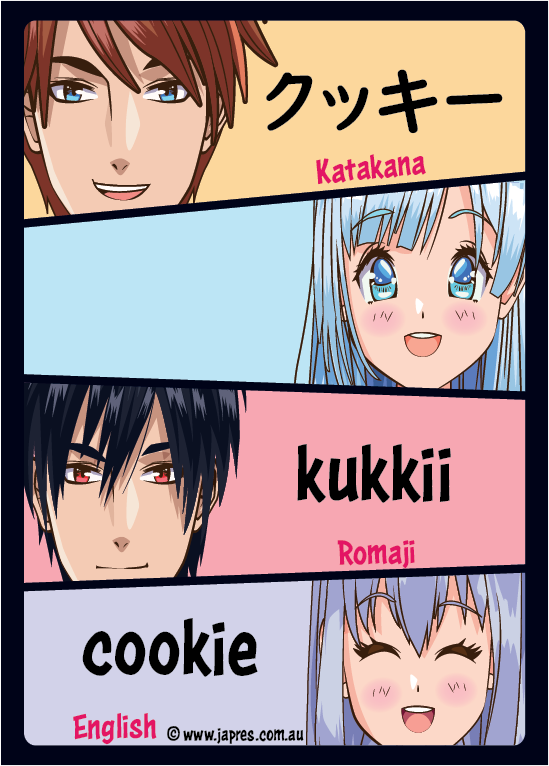 クッキー
Katakana
kukkii
Romaji
cookie
English © www.japres.com.au